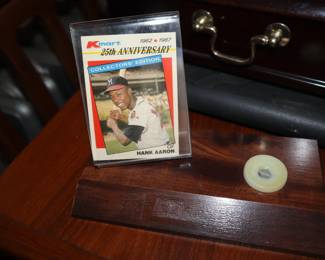 Kmart 1962 ★ 1987
25th ANNIVERSARY
COLLECTORS' EDITION
HANK AARON